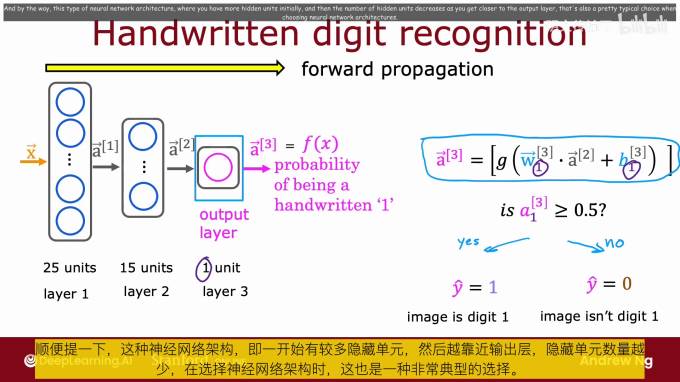 And by the way, this type of neural network architecture, where you have more hidden units initially, and then the number of hidden units decreases as you get closer to the output layer, that's also a pretty typical choice when
choosing neural network architectures.
Handwritten digit recognition
bilibili
forward propagation
x⃗
a⃗^[1]
a⃗^[2]
a⃗^[3] = f(x)
probability
of being a
handwritten '1'
output
layer
25 units
15 units
1 unit
layer 1
layer 2
layer 3
a⃗^[3] = [g(w⃗_1^[3] · a⃗^[2] + b_1^[3])]
is a_1^[3] ≥ 0.5?
yes
no
ŷ = 1
ŷ = 0
image is digit 1
image isn't digit 1
顺便提一下，这种神经网络架构，即一开始有较多隐藏单元，然后越靠近输出层，隐藏单元数量越
少，在选择神经网络架构时，这也是一种非常典型的选择。
DeepLearning.AI
Stanford
Andrew Ng